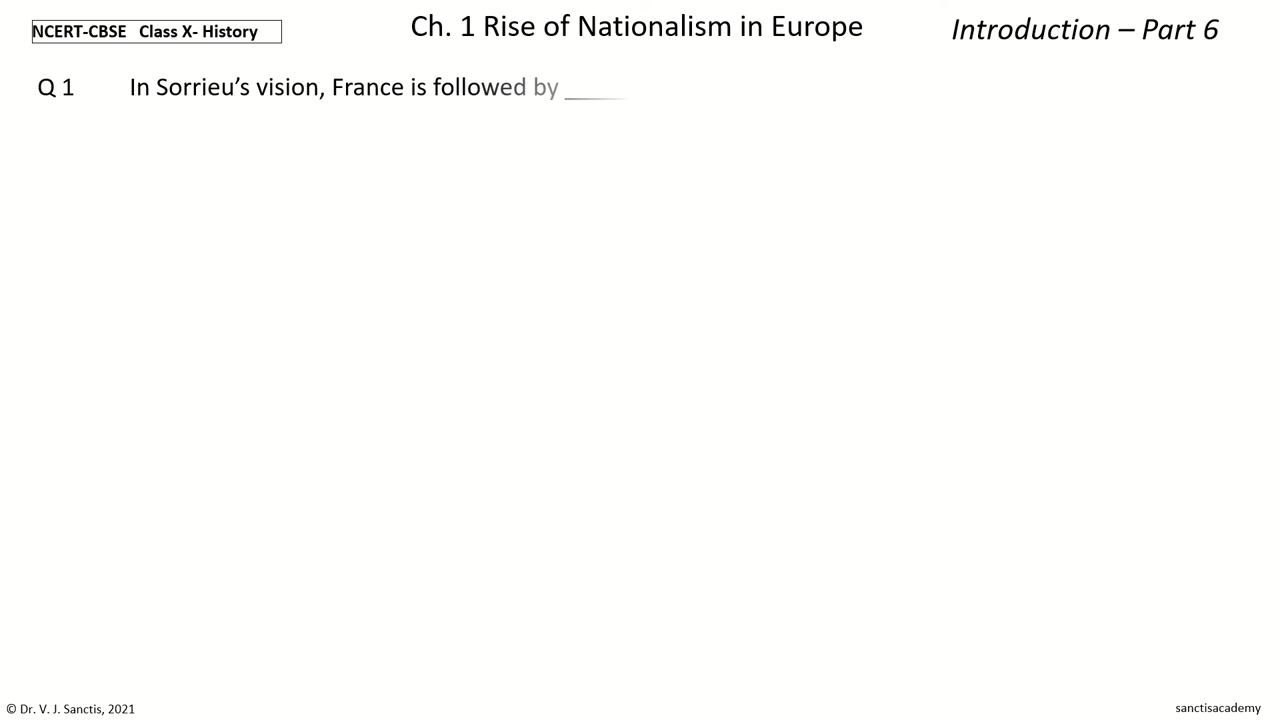 NCERT-CBSE Class X- History
Ch. 1 Rise of Nationalism in Europe
Introduction – Part 6
Q 1 In Sorrieu’s vision, France is followed by _____
© Dr. V. J. Sanctis, 2021
sanctisacademy